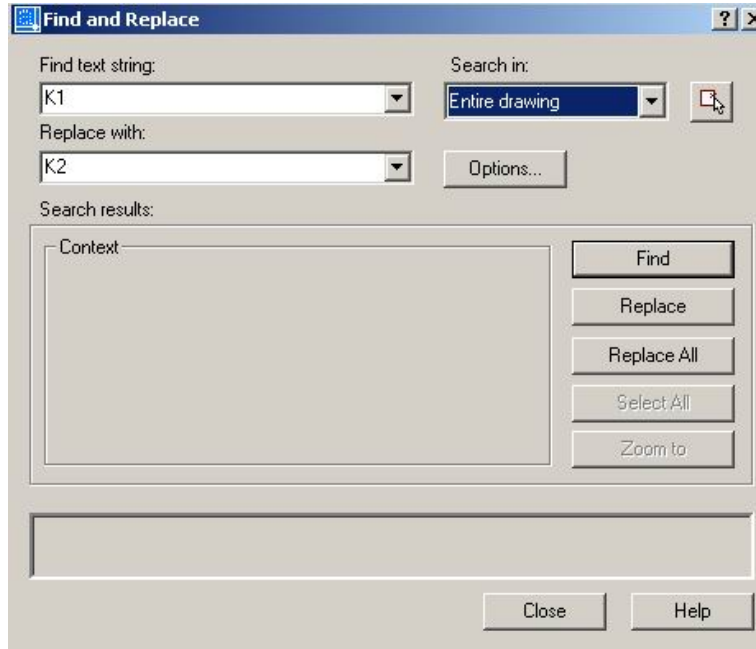 Find and Replace
Find text string:
Search in:
K1
Entire drawing
Replace with:
K2
Options...
Search results:
Context
Find
Replace
Replace All
Select All
Zoom to
Close
Help